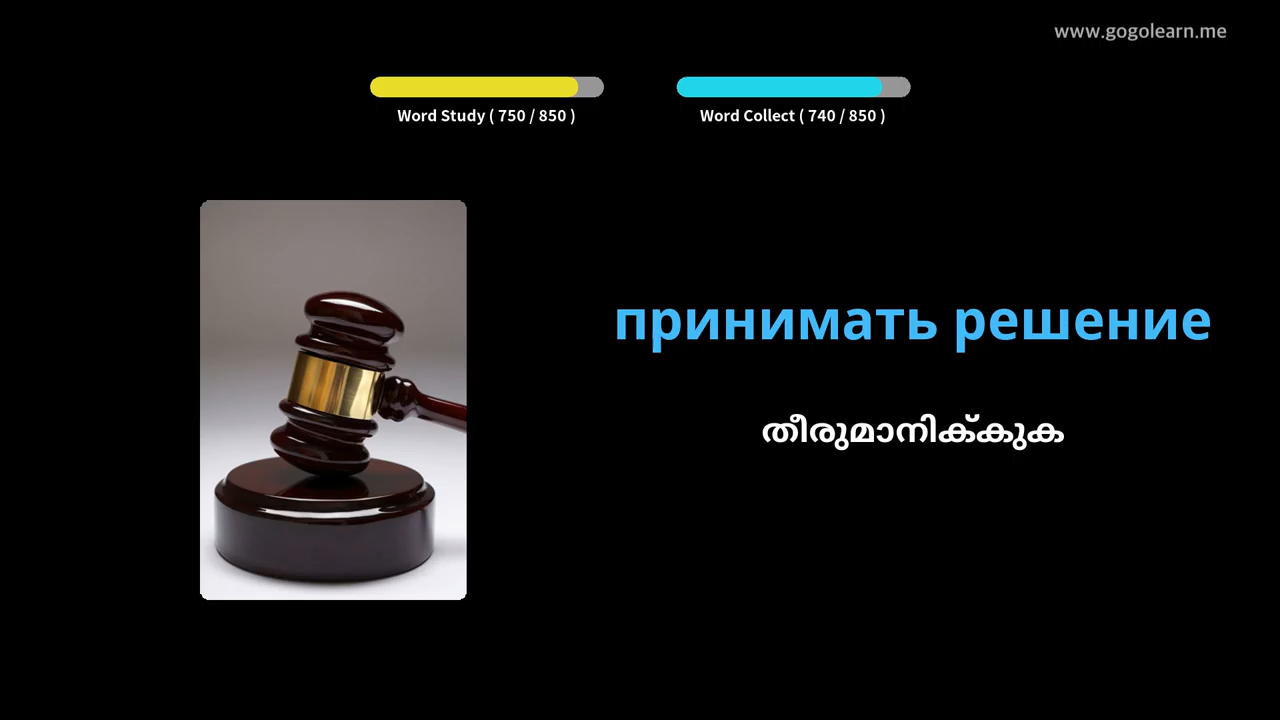 www.gogolearn.me
Word Study ( 750 / 850 )
Word Collect ( 740 / 850 )
принимать решение
തീരുമാനിക്കുക